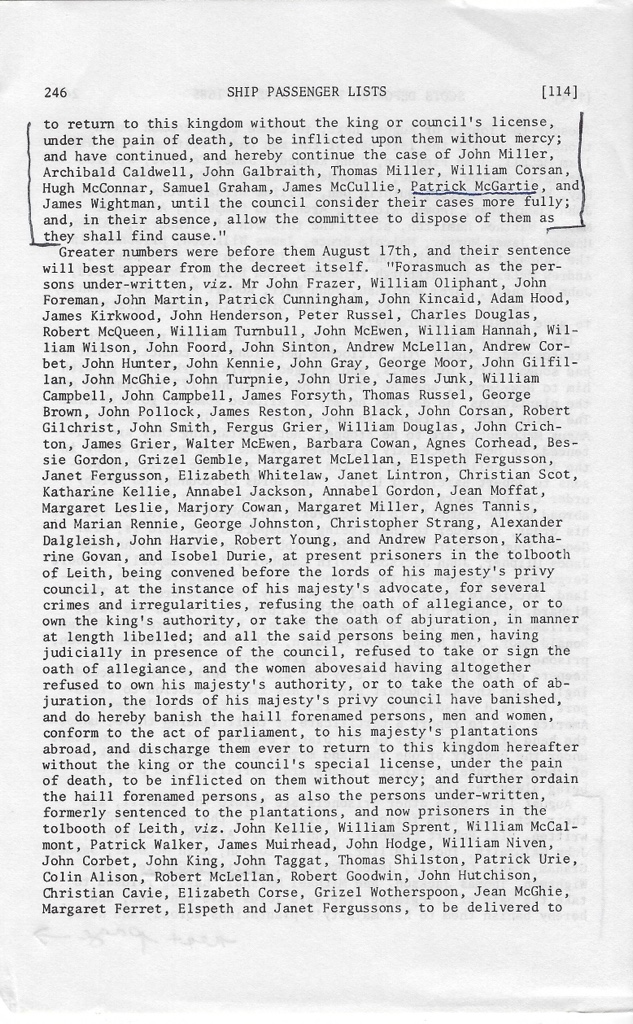 246 SHIP PASSENGER LISTS [114]
to return to this kingdom without the king or council's license,
under the pain of death, to be inflicted upon them without mercy;
and have continued, and hereby continue the case of John Miller,
Archibald Caldwell, John Galbraith, Thomas Miller, William Corsan,
Hugh McConnar, Samuel Graham, James McCullie, Patrick McGartie, and
James Wightman, until the council consider their cases more fully;
and, in their absence, allow the committee to dispose of them as
they shall find cause."
Greater numbers were before them August 17th, and their sentence
will best appear from the decreet itself. "Forasmuch as the per-
sons under-written, viz. Mr John Frazer, William Oliphant, John
Foreman, John Martin, Patrick Cunningham, John Kincaid, Adam Hood,
James Kirkwood, John Henderson, Peter Russel, Charles Douglas,
Robert McQueen, William Turnbull, John McEwen, William Hannah, Wil-
liam Wilson, John Foord, John Sinton, Andrew McLellan, Andrew Cor-
bet, John Hunter, John Kennie, John Gray, George Moor, John Gilfil-
lan, John McGhie, John Turpnie, John Urie, James Junk, William
Campbell, John Campbell, James Forsyth, Thomas Russel, George
Brown, John Pollock, James Reston, John Black, John Corsan, Robert
Gilchrist, John Smith, Fergus Grier, William Douglas, John Crich-
ton, James Grier, Walter McEwen, Barbara Cowan, Agnes Corhead, Bes-
sie Gordon, Grizel Gemble, Margaret McLellan, Elspeth Fergusson,
Janet Fergusson, Elizabeth Whitelaw, Janet Lintron, Christian Scot,
Katharine Kellie, Annabel Jackson, Annabel Gordon, Jean Moffat,
Margaret Leslie, Marjory Cowan, Margaret Miller, Agnes Tannis,
and Marian Rennie, George Johnston, Christopher Strang, Alexander
Dalgleish, John Harvie, Robert Young, and Andrew Paterson, Katha-
rine Govan, and Isobel Durie, at present prisoners in the tolbooth
of Leith, being convened before the lords of his majesty's privy
council, at the instance of his majesty's advocate, for several
crimes and irregularities, refusing the oath of allegiance, or to
own the king's authority, or take the oath of abjuration, in manner
at length libelled; and all the said persons being men, having
judicially in presence of the council, refused to take or sign the
oath of allegiance, and the women abovesaid having altogether
refused to own his majesty's authority, or to take the oath of ab-
juration, the lords of his majesty's privy council have banished,
and do hereby banish the haill forenamed persons, men and women,
conform to the act of parliament, to his majesty's plantations
abroad, and discharge them ever to return to this kingdom hereafter
without the king or the council's special license, under the pain
of death, to be inflicted on them without mercy; and further ordain
the haill forenamed persons, as also the persons under-written,
formerly sentenced to the plantations, and now prisoners in the
tolbooth of Leith, viz. John Kellie, William Sprent, William McCal-
mont, Patrick Walker, James Muirhead, John Hodge, William Niven,
John Corbet, John King, John Taggat, Thomas Shilston, Patrick Urie,
Colin Alison, Robert McLellan, Robert Goodwin, John Hutchison,
Christian Cavie, Elizabeth Corse, Grizel Wotherspoon, Jean McGhie,
Margaret Ferret, Elspeth and Janet Fergussons, to be delivered to